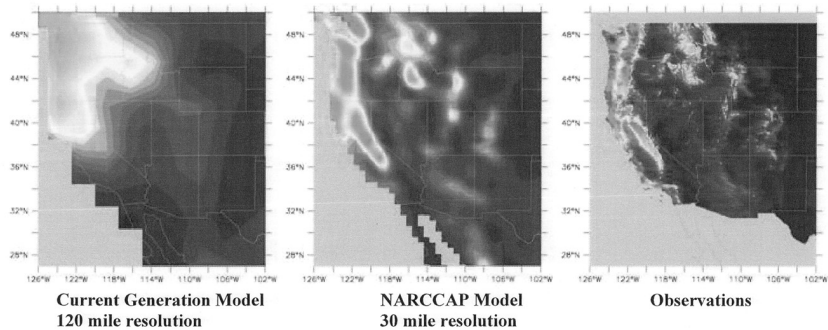 48°N 48°N 48°N
44°N 44°N 44°N
40°N 40°N 40°N
36°N 36°N 36°N
32°N 32°N 32°N
28°N 28°N 28°N
126°W 122°W 118°W 114°W 110°W 106°W 102°W 126°W 122°W 118°W 114°W 110°W 106°W 102°W 126°W 122°W 118°W 114°W 110°W 106°W 102°W
Current Generation Model NARCCAP Model Observations
120 mile resolution 30 mile resolution